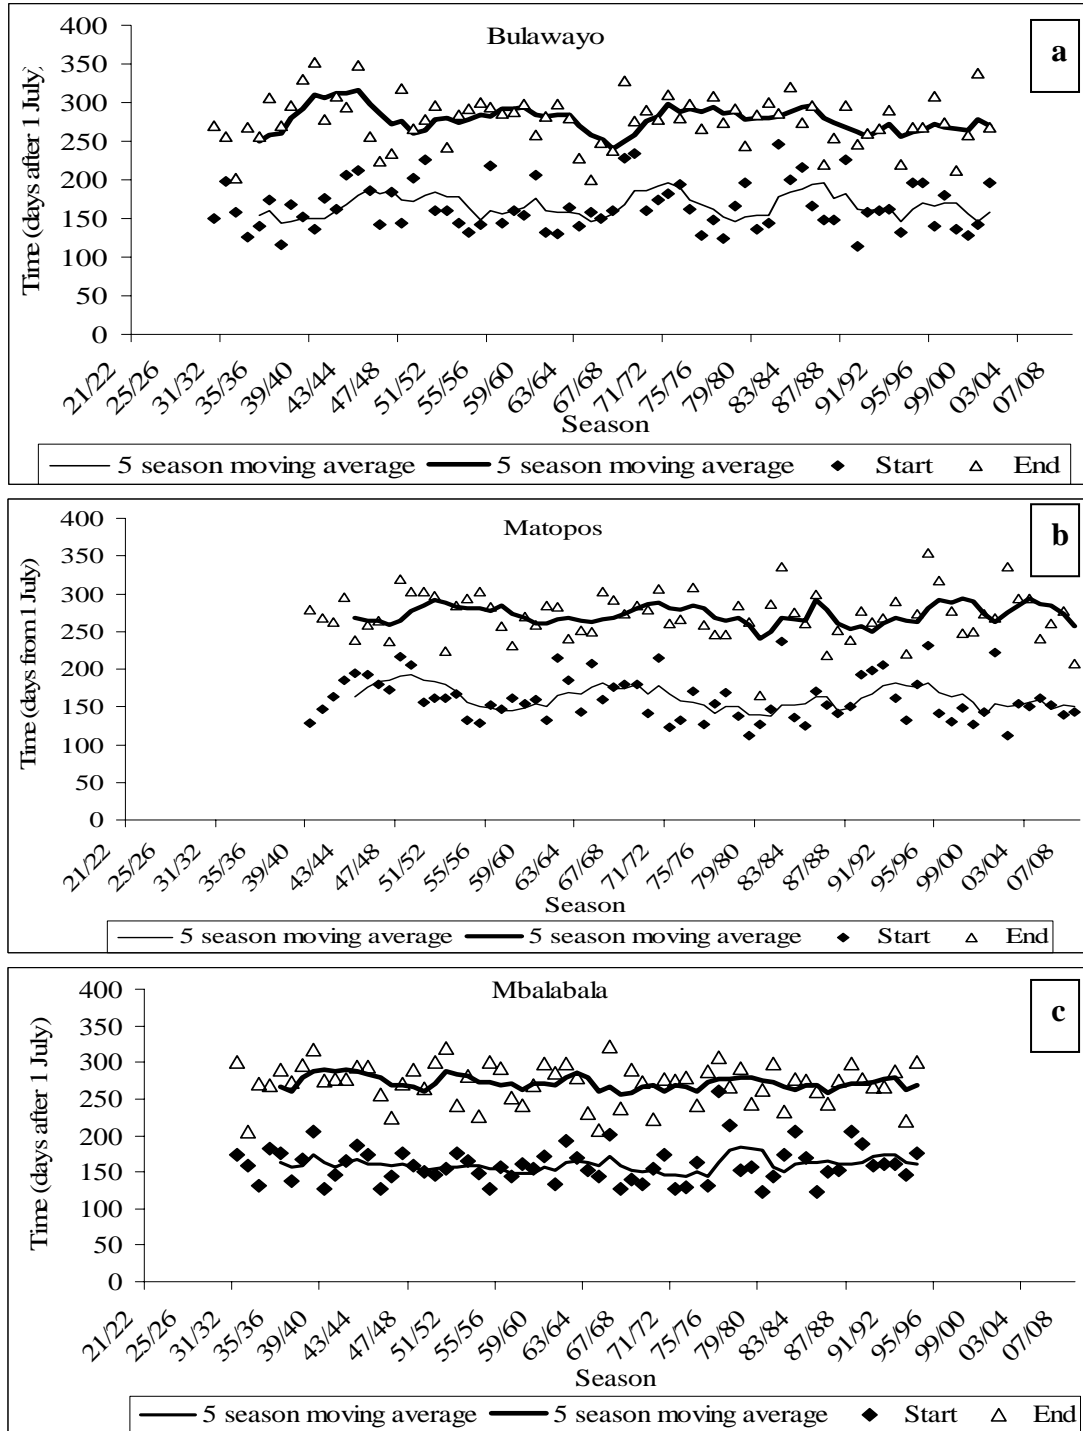 Bulawayo
a
Time (days after 1 July)
400
350
300
250
200
150
100
50
0
21/22 25/26 31/32 35/36 39/40 43/44 47/48 51/52 55/56 59/60 63/64 67/68 71/72 75/76 79/80 83/84 87/88 91/92 95/96 99/00 03/04 07/08
Season
5 season moving average 5 season moving average Start End
Matopos
b
Time (days from 1 July)
400
350
300
250
200
150
100
50
0
21/22 25/26 31/32 35/36 39/40 43/44 47/48 51/52 55/56 59/60 63/64 67/68 71/72 75/76 79/80 83/84 87/88 91/92 95/96 99/00 03/04 07/08
Season
5 season moving average 5 season moving average Start End
Mbalabala
c
Time (days after 1 July)
400
350
300
250
200
150
100
50
0
21/22 25/26 31/32 35/36 39/40 43/44 47/48 51/52 55/56 59/60 63/64 67/68 71/72 75/76 79/80 83/84 87/88 91/92 95/96 99/00 03/04 07/08
Season
5 season moving average 5 season moving average Start End